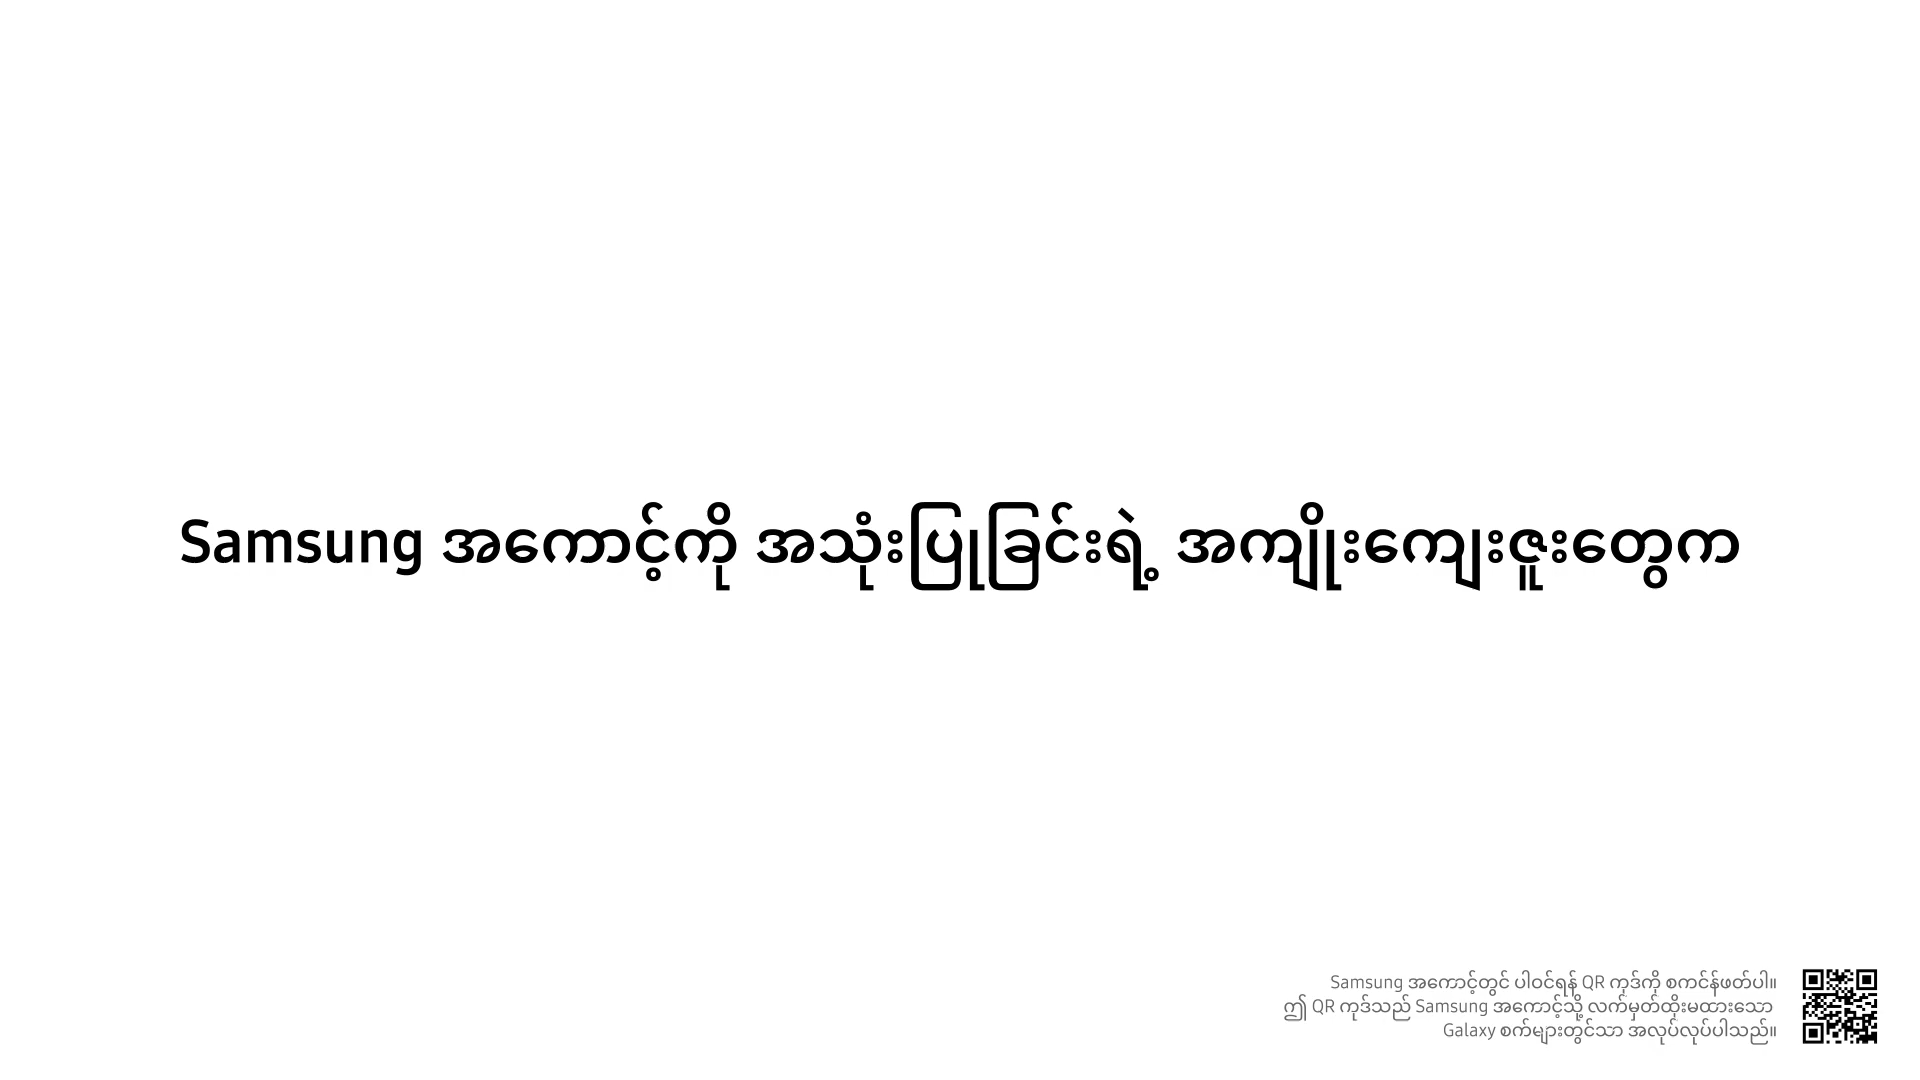 Samsung အကောင့်ကို အသုံးပြုခြင်းရဲ့ အကျိုးကျေးဇူးတွေက
Samsung အကောင့်တွင် ပါဝင်ရန် QR ကုဒ်ကို စကင်န်ဖတ်ပါ။
ဤ QR ကုဒ်သည် Samsung အကောင့်သို့ လက်မှတ်ထိုးမထားသော
Galaxy စက်များတွင်သာ အလုပ်လုပ်ပါသည်။